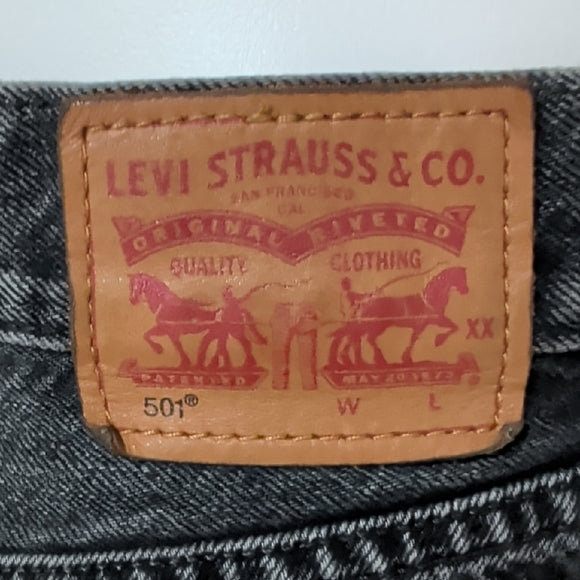 LEVI STRAUSS & CO.
SAN FRANCISCO
CAL
ORIGINAL RIVETED
QUALITY CLOTHING
XX
PATENTED MAY 20 1873
501® W L